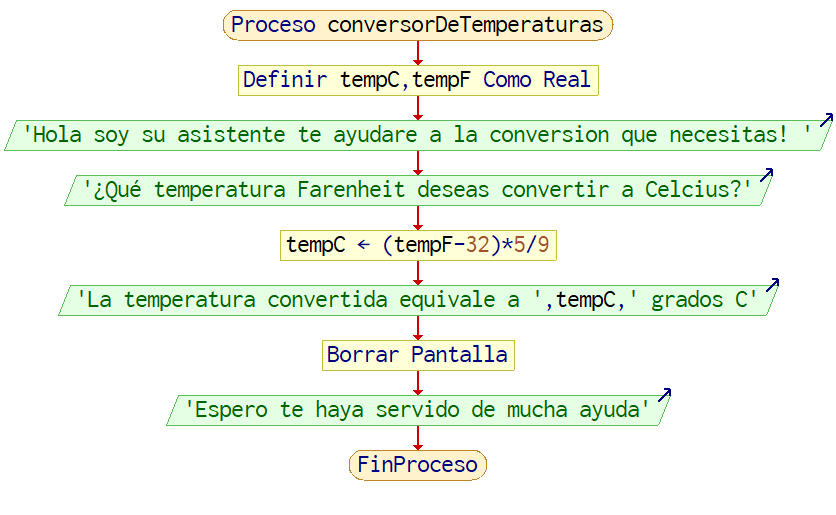 Proceso conversorDeTemperaturas
Definir tempC,tempF Como Real
'Hola soy su asistente te ayudare a la conversion que necesitas! '
'¿Qué temperatura Farenheit deseas convertir a Celcius?'
tempC ← (tempF-32)*5/9
'La temperatura convertida equivale a ',tempC,' grados C'
Borrar Pantalla
'Espero te haya servido de mucha ayuda'
FinProceso